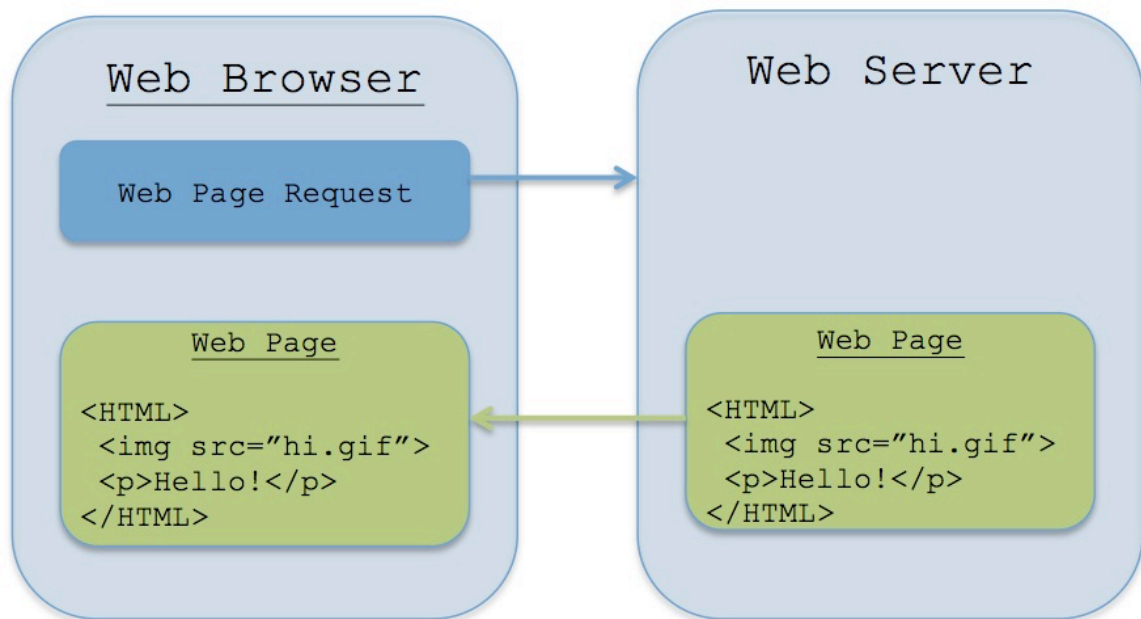 Web Browser
Web Page Request
Web Page
<HTML>
<img src=”hi.gif”>
<p>Hello!</p>
</HTML>
Web Server
Web Page
<HTML>
<img src=”hi.gif”>
<p>Hello!</p>
</HTML>